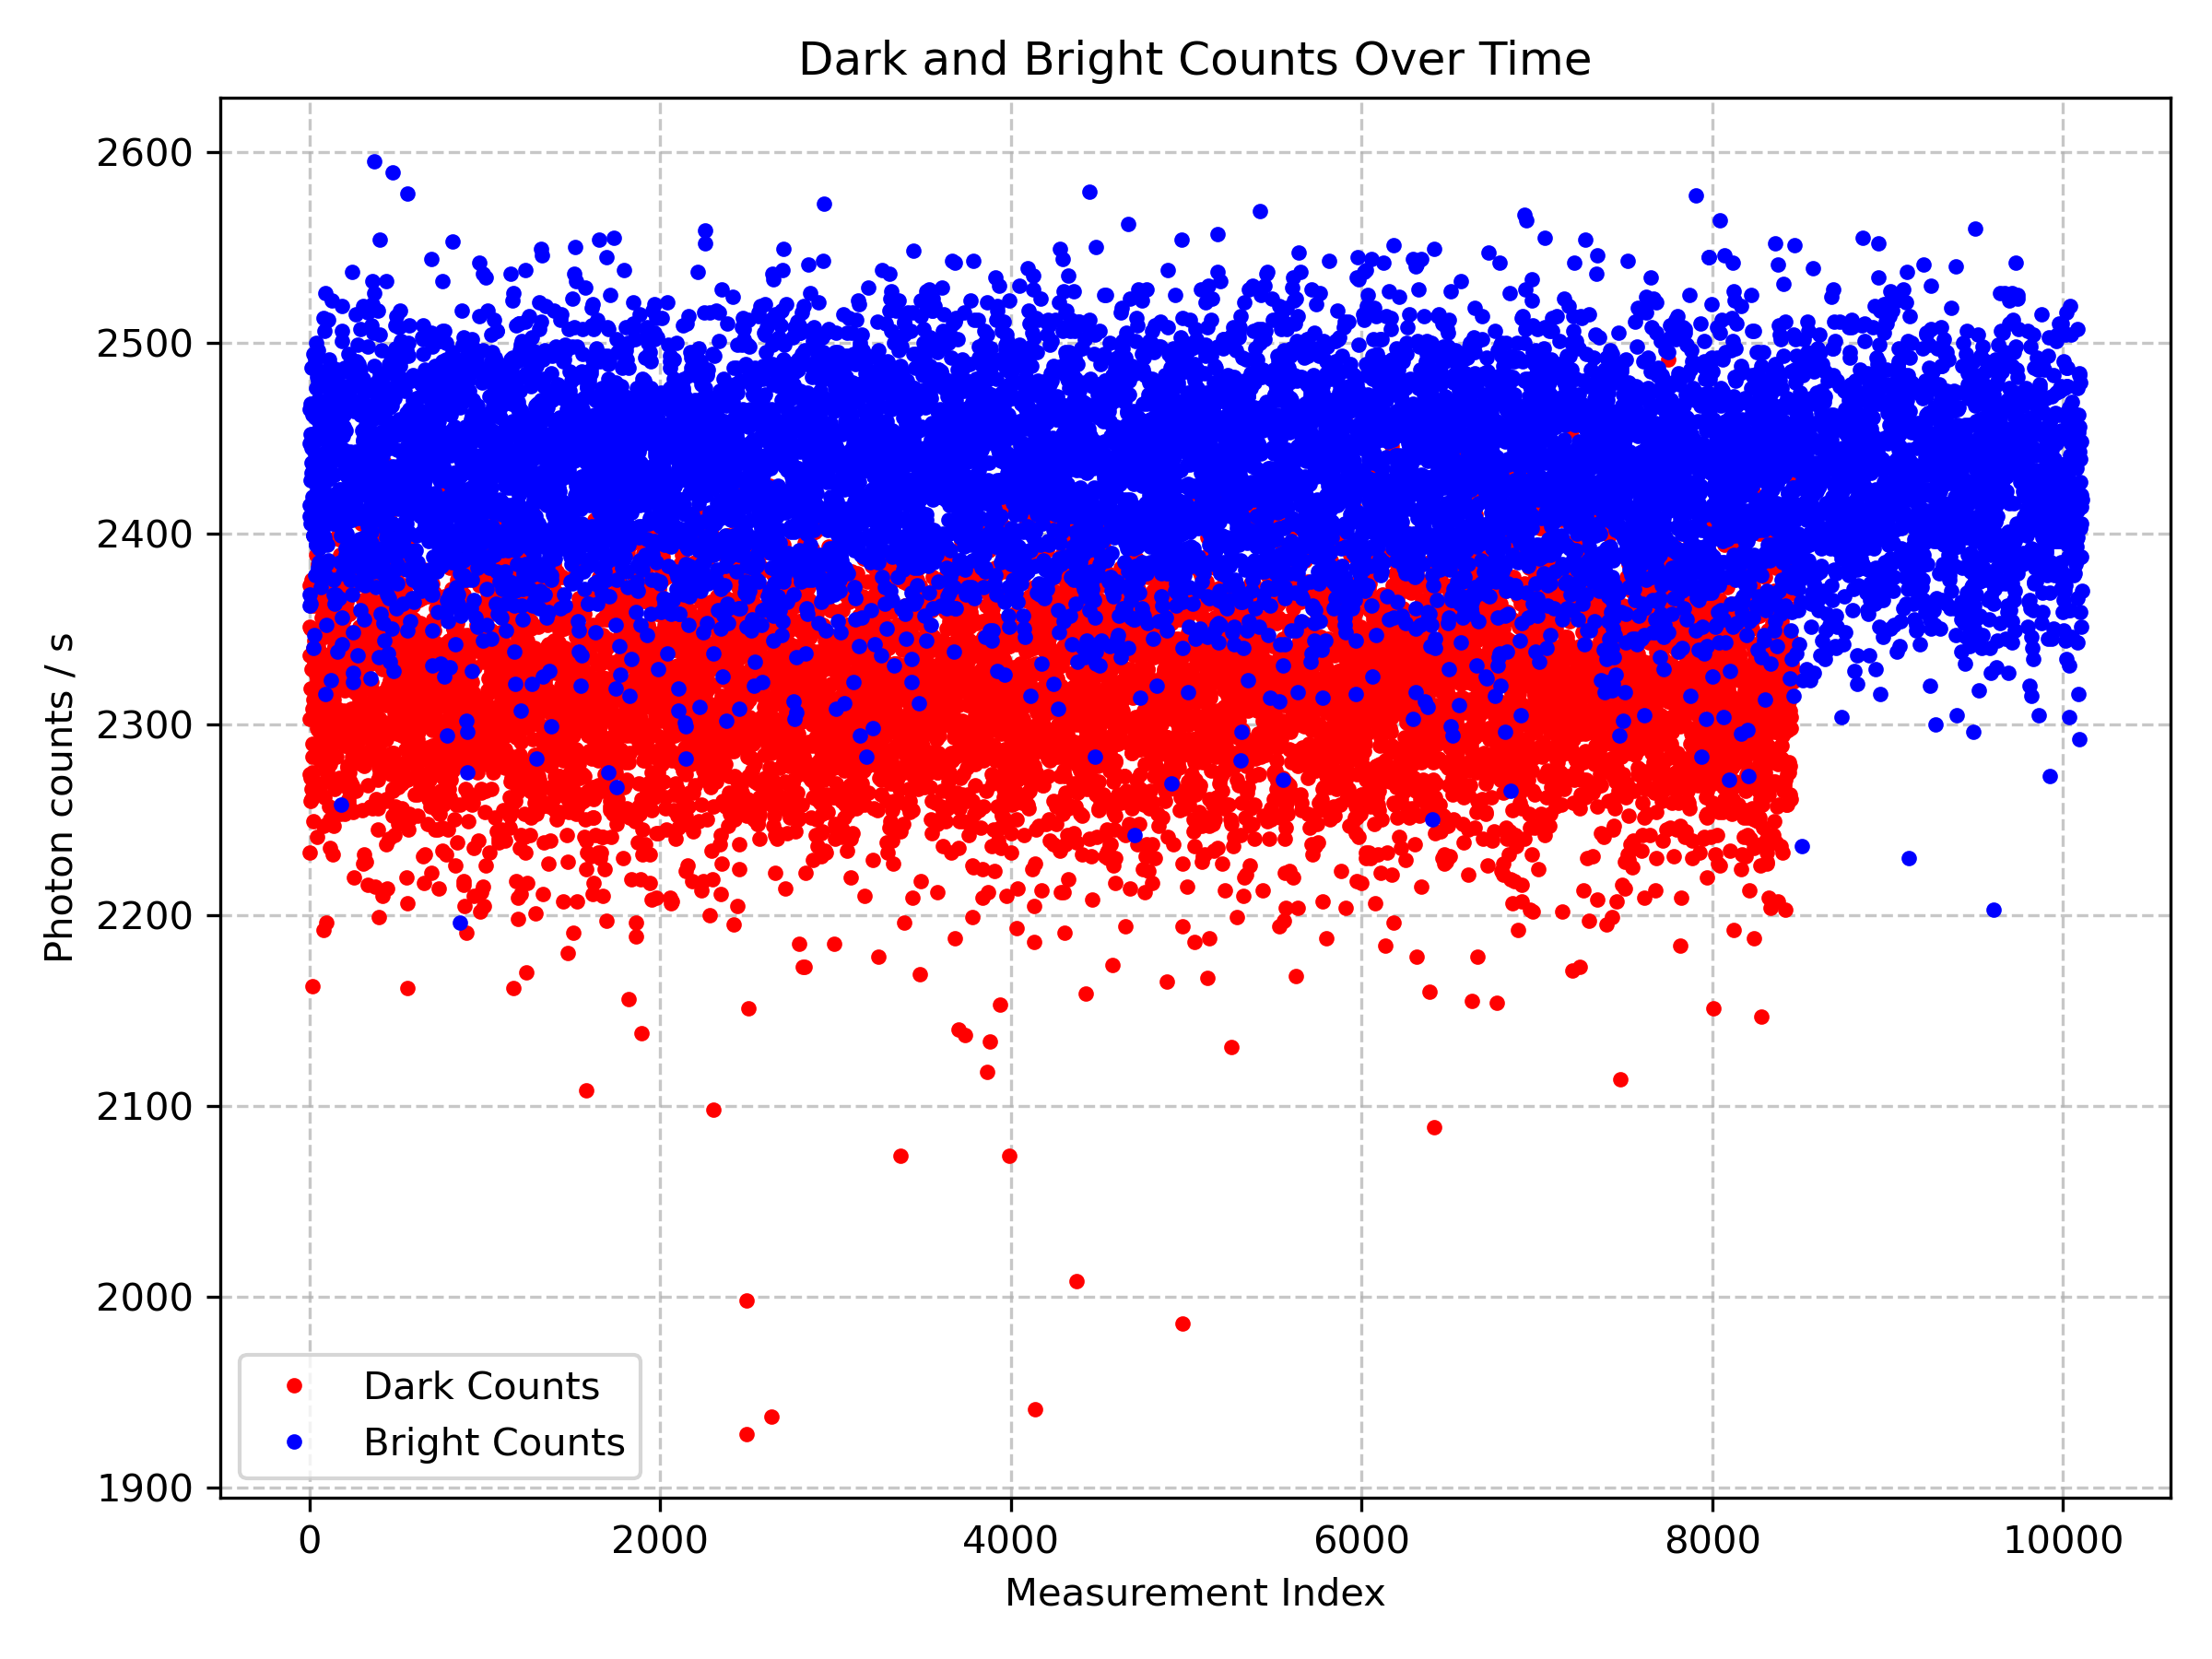 Dark and Bright Counts Over Time
Photon counts / s
2600
2500
2400
2300
2200
2100
2000
1900
Dark Counts
Bright Counts
0 2000 4000 6000 8000 10000
Measurement Index